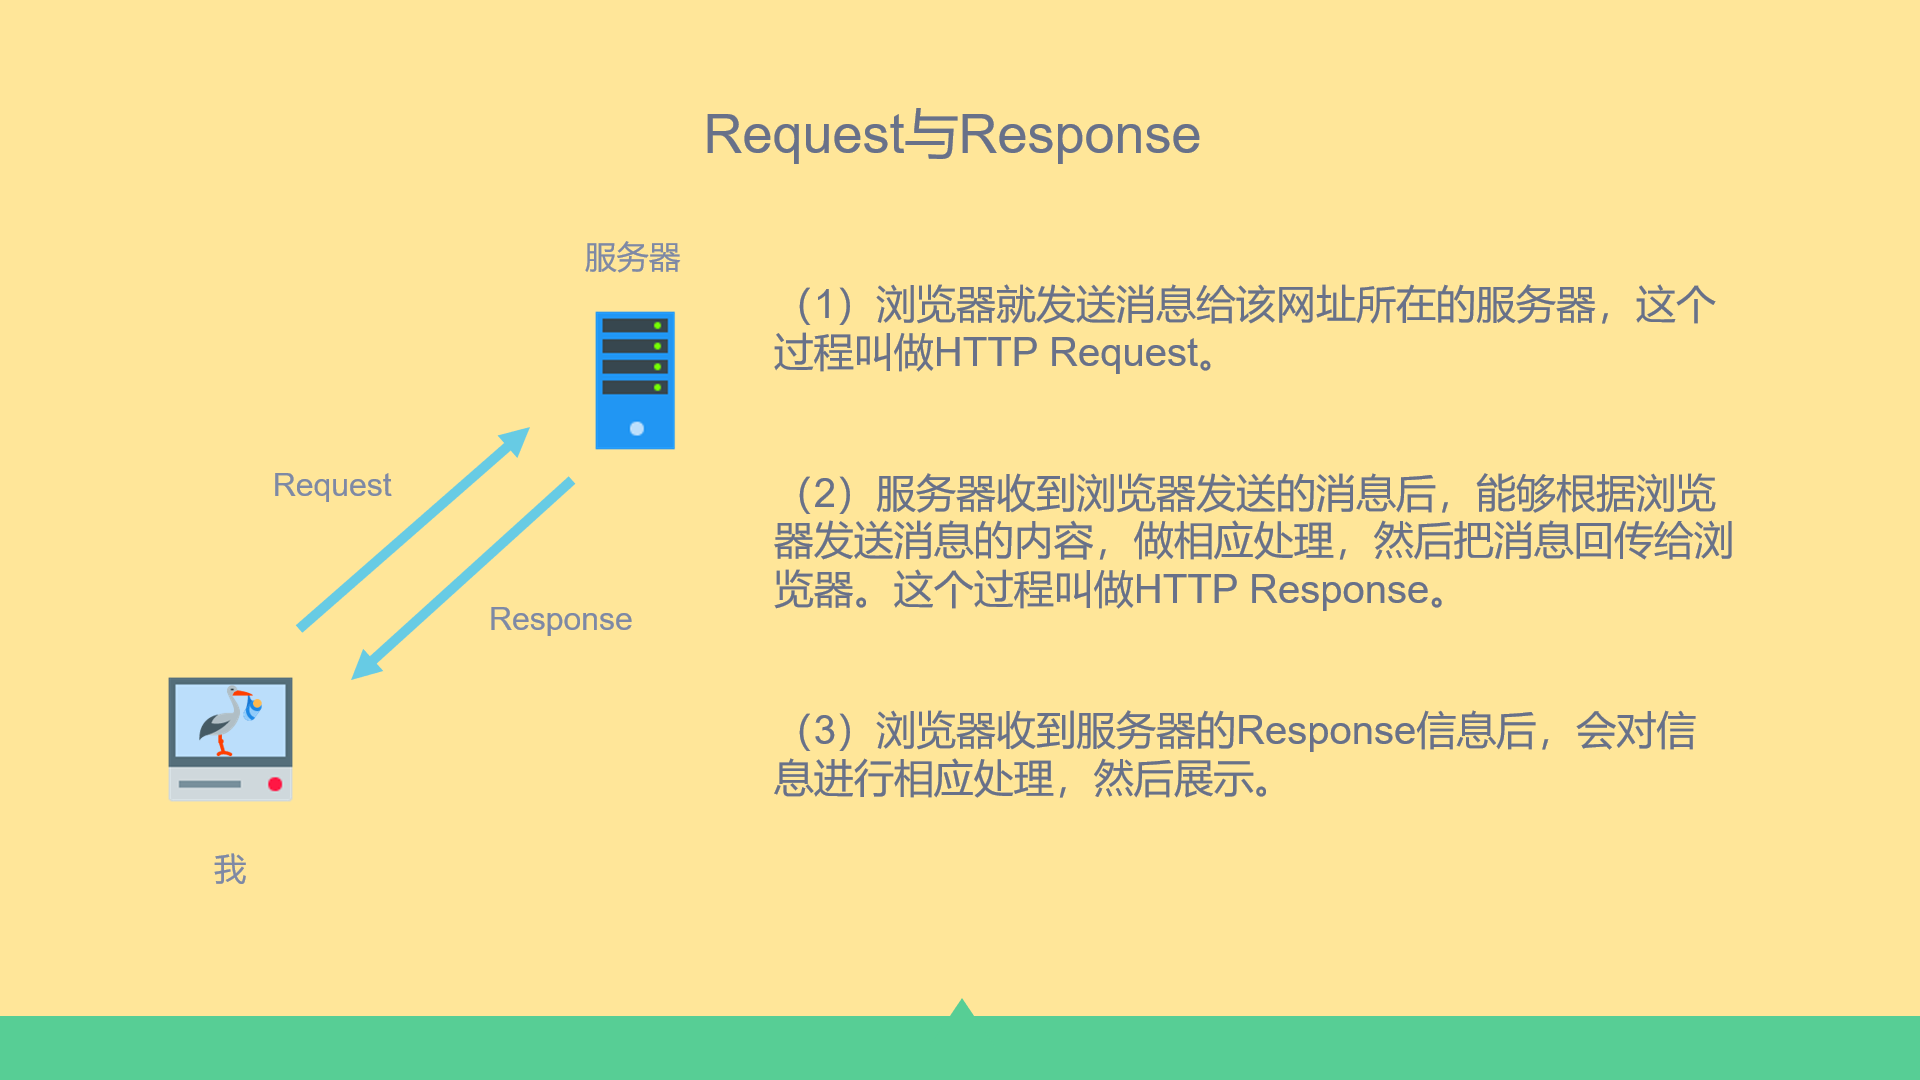 Request与Response
服务器
Request
Response
我
（1）浏览器就发送消息给该网址所在的服务器，这个
过程叫做HTTP Request。
（2）服务器收到浏览器发送的消息后，能够根据浏览
器发送消息的内容，做相应处理，然后把消息回传给浏
览器。这个过程叫做HTTP Response。
（3）浏览器收到服务器的Response信息后，会对信
息进行相应处理，然后展示。